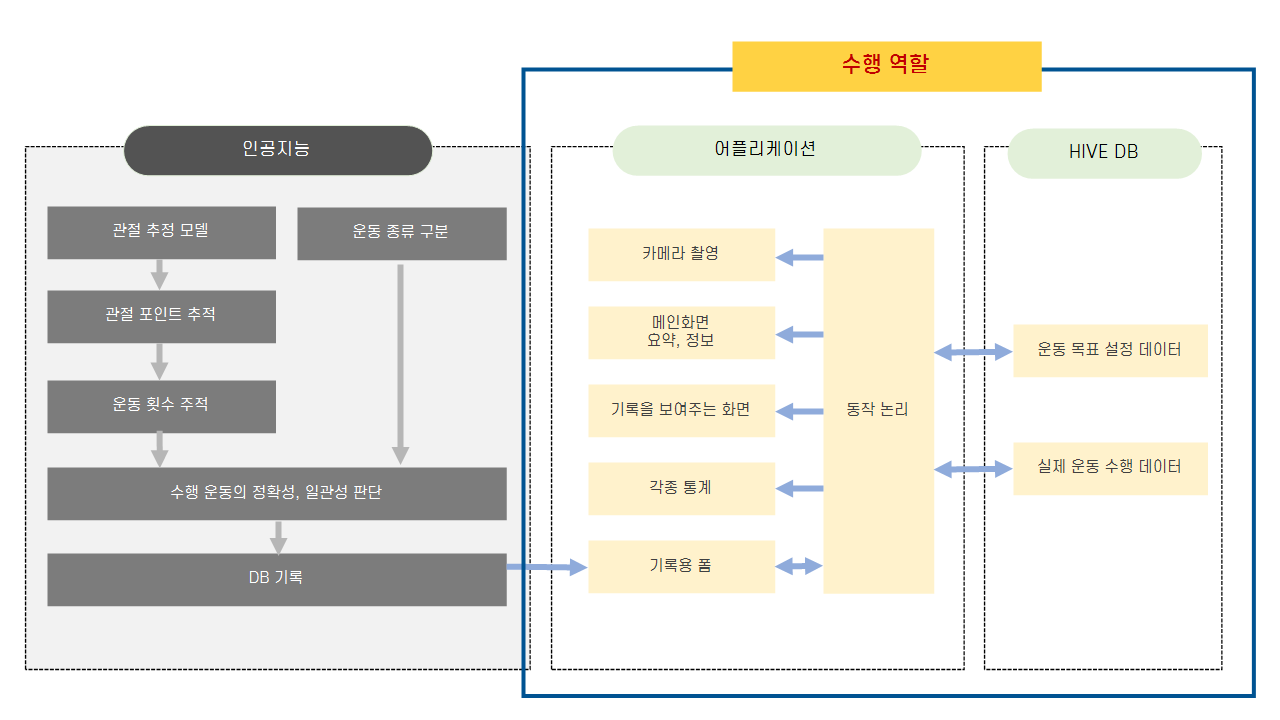 수행 역할
인공지능
관절 추정 모델
운동 종류 구분
관절 포인트 추적
운동 횟수 추적
수행 운동의 정확성, 일관성 판단
DB 기록
어플리케이션
카메라 촬영
메인화면
요약, 정보
기록을 보여주는 화면
각종 통계
기록용 폼
동작 논리
HIVE DB
운동 목표 설정 데이터
실제 운동 수행 데이터